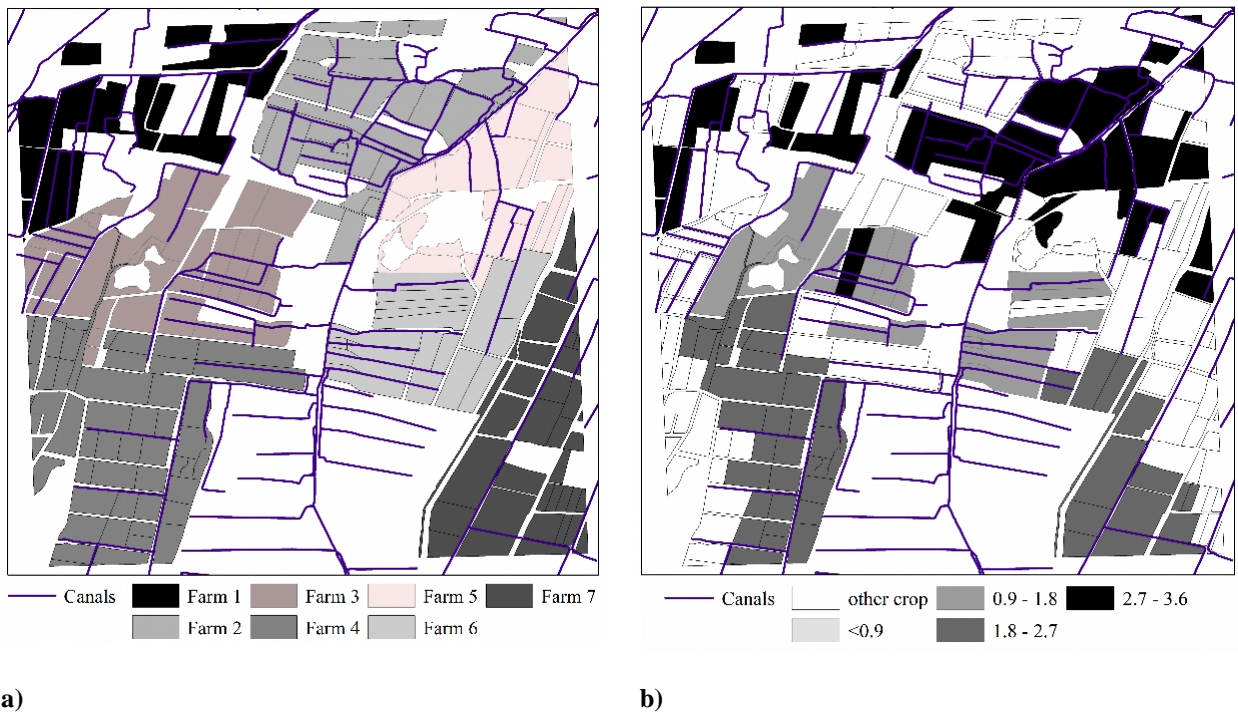 Canals Farm 1 Farm 3 Farm 5 Farm 7
Farm 2 Farm 4 Farm 6
Canals other crop 0.9 - 1.8 2.7 - 3.6
<0.9 1.8 - 2.7
a) b)